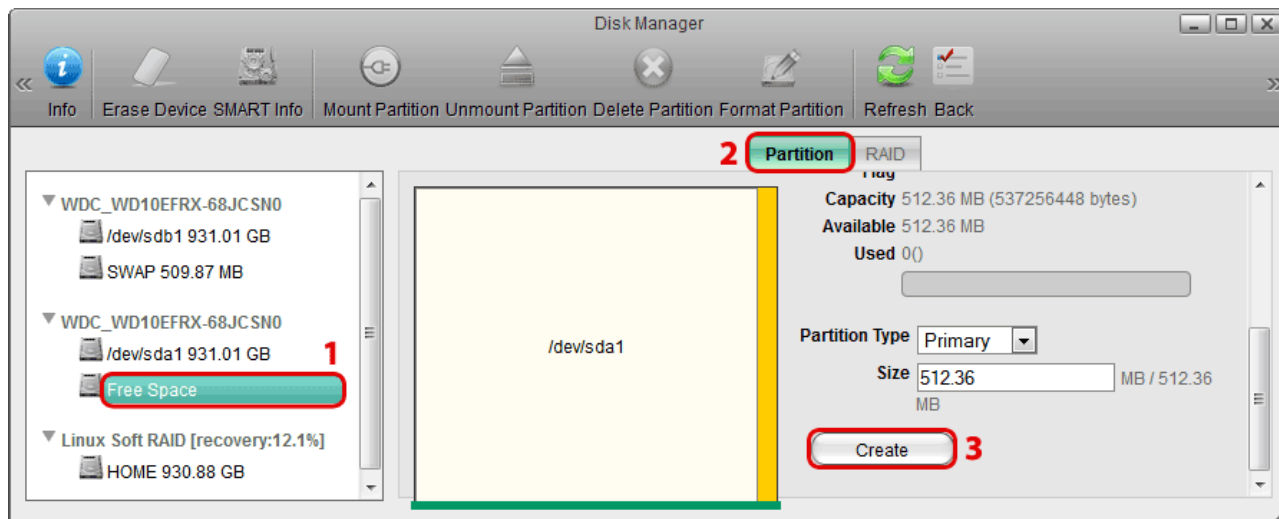 Disk Manager
Info Erase Device SMART Info Mount Partition Unmount Partition Delete Partition Format Partition Refresh Back
2 Partition RAID
WDC_WD10EFRX-68JCSN0
/dev/sdb1 931.01 GB
SWAP 509.87 MB
WDC_WD10EFRX-68JCSN0
/dev/sda1 931.01 GB
1
Free Space
Linux Soft RAID [recovery:12.1%]
HOME 930.88 GB
/dev/sda1
Capacity 512.36 MB (537256448 bytes)
Available 512.36 MB
Used 0()
Partition Type Primary
Size 512.36 MB / 512.36
MB
Create 3